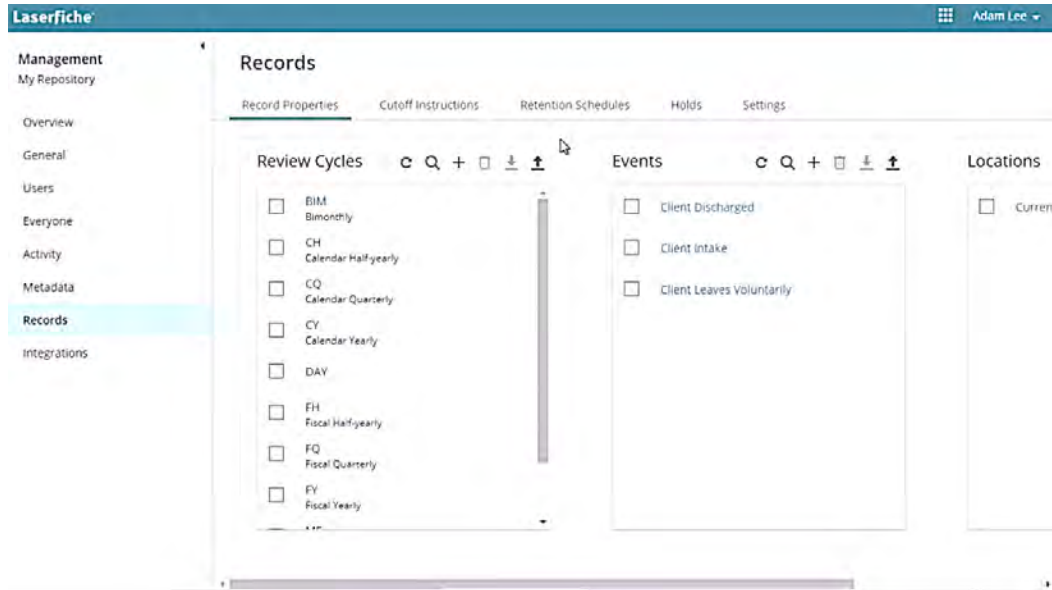 Laserfiche
Adam Lee
Management
My Repository
Overview
General
Users
Everyone
Activity
Metadata
Records
Integrations
Records
Record Properties
Cutoff Instructions
Retention Schedules
Holds
Settings
Review Cycles
BIM
Bimonthly
CH
Calendar Half-yearly
CQ
Calendar Quarterly
CY
Calendar Yearly
DAY
FH
Fiscal Half-yearly
FQ
Fiscal Quarterly
FY
Fiscal Yearly
Events
Client Discharged
Client Intake
Client Leaves Voluntarily
Locations
Curren